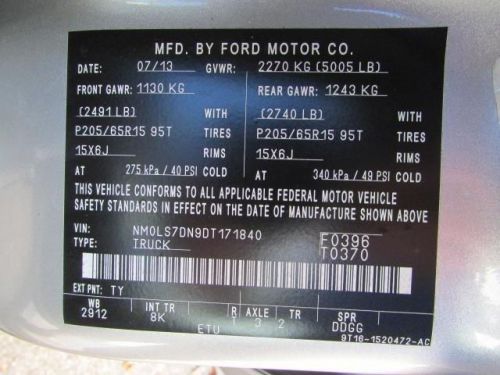 MFD. BY FORD MOTOR CO.
DATE: 07/13 GVWR: 2270 KG (5005 LB)
FRONT GAWR: 1130 KG REAR GAWR: 1243 KG
(2491 LB) WITH (2740 LB) WITH
P205/65R15 95T TIRES P205/65R15 95T TIRES
15X6J RIMS 15X6J RIMS
AT 275 kPa / 40 PSI COLD AT 340 kPa / 49 PSI COLD
THIS VEHICLE CONFORMS TO ALL APPLICABLE FEDERAL MOTOR VEHICLE
SAFETY STANDARDS IN EFFECT ON THE DATE OF MANUFACTURE SHOWN ABOVE
VIN: NM0LS7DN9DT171840 F0396
TYPE: TRUCK T0370
EXT PNT: TY
WB INT TR R AXLE TR SPR
2912 8K 1 3 2 DDGG
ETU 9T16-1520472-AC